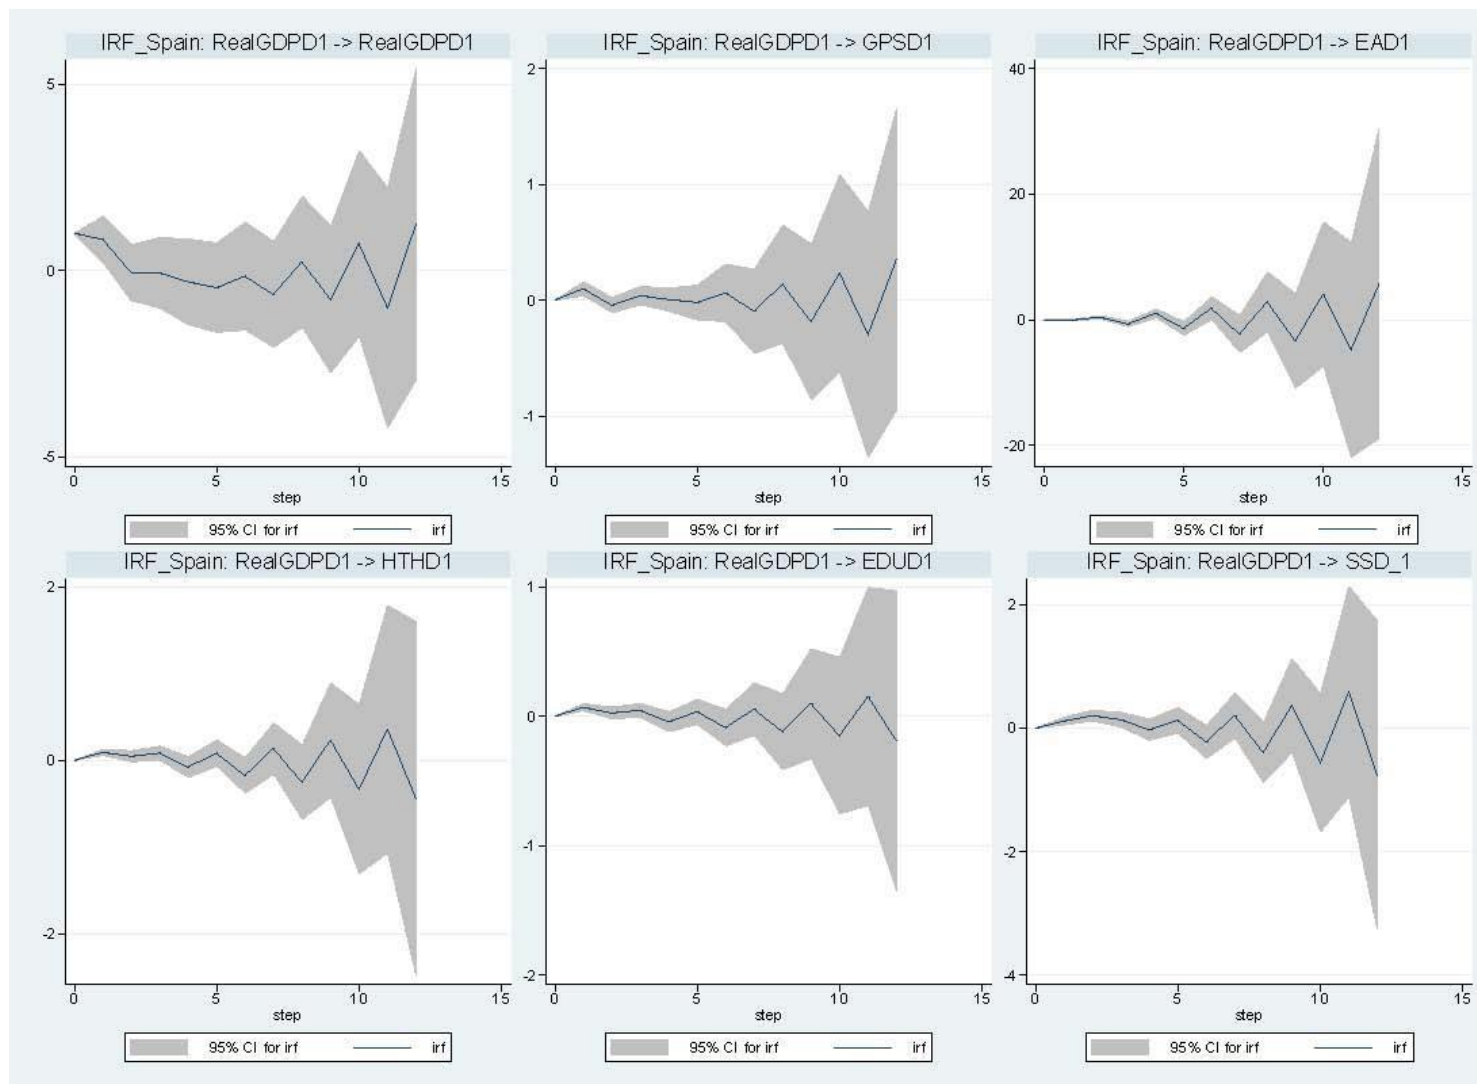 IRF_Spain: RealGDPD1 -> RealGDPD1
5
0
-5
0 5 10 15
step
95% CI for irf irf
IRF_Spain: RealGDPD1 -> GPSD1
2
1
0
-1
0 5 10 15
step
95% CI for irf irf
IRF_Spain: RealGDPD1 -> EAD1
40
20
0
-20
0 5 10 15
step
95% CI for irf irf
IRF_Spain: RealGDPD1 -> HTHD1
2
0
-2
0 5 10 15
step
95% CI for irf irf
IRF_Spain: RealGDPD1 -> EDUD1
1
0
-1
-2
0 5 10 15
step
95% CI for irf irf
IRF_Spain: RealGDPD1 -> SSD_1
2
0
-2
-4
0 5 10 15
step
95% CI for irf irf